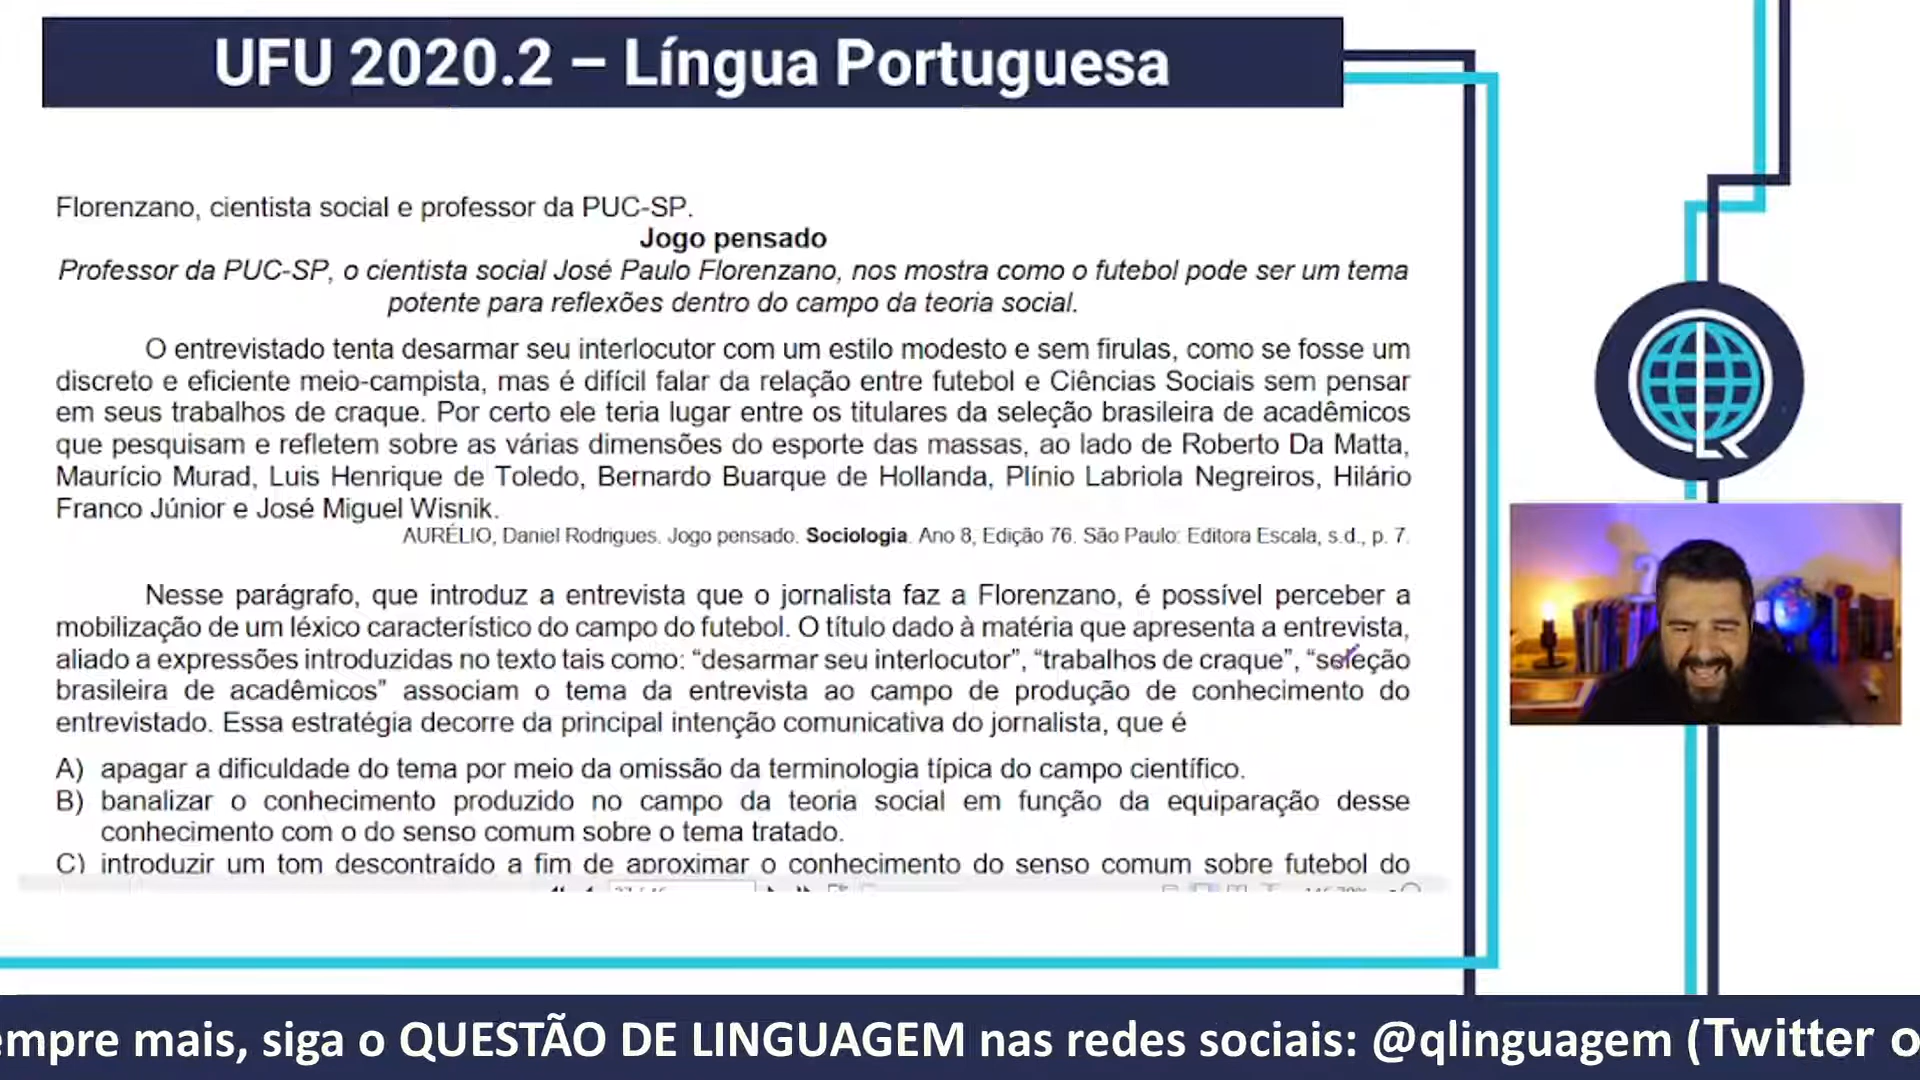 UFU 2020.2 – Língua Portuguesa
Florenzano, cientista social e professor da PUC-SP.
Jogo pensado
Professor da PUC-SP, o cientista social José Paulo Florenzano, nos mostra como o futebol pode ser um tema
potente para reflexões dentro do campo da teoria social.
O entrevistado tenta desarmar seu interlocutor com um estilo modesto e sem firulas, como se fosse um
discreto e eficiente meio-campista, mas é difícil falar da relação entre futebol e Ciências Sociais sem pensar
em seus trabalhos de craque. Por certo ele teria lugar entre os titulares da seleção brasileira de acadêmicos
que pesquisam e refletem sobre as várias dimensões do esporte das massas, ao lado de Roberto Da Matta,
Maurício Murad, Luis Henrique de Toledo, Bernardo Buarque de Hollanda, Plínio Labriola Negreiros, Hilário
Franco Júnior e José Miguel Wisnik.
AURÉLIO, Daniel Rodrigues. Jogo pensado. Sociologia. Ano 8, Edição 76. São Paulo: Editora Escala, s.d., p. 7.
Nesse parágrafo, que introduz a entrevista que o jornalista faz a Florenzano, é possível perceber a
mobilização de um léxico característico do campo do futebol. O título dado à matéria que apresenta a entrevista,
aliado a expressões introduzidas no texto tais como: “desarmar seu interlocutor”, “trabalhos de craque”, “seleção
brasileira de acadêmicos” associam o tema da entrevista ao campo de produção de conhecimento do
entrevistado. Essa estratégia decorre da principal intenção comunicativa do jornalista, que é
A) apagar a dificuldade do tema por meio da omissão da terminologia típica do campo científico.
B) banalizar o conhecimento produzido no campo da teoria social em função da equiparação desse
conhecimento com o do senso comum sobre o tema tratado.
C) introduzir um tom descontraído a fim de aproximar o conhecimento do senso comum sobre futebol do
empre mais, siga o QUESTÃO DE LINGUAGEM nas redes sociais: @qlinguagem (Twitter o